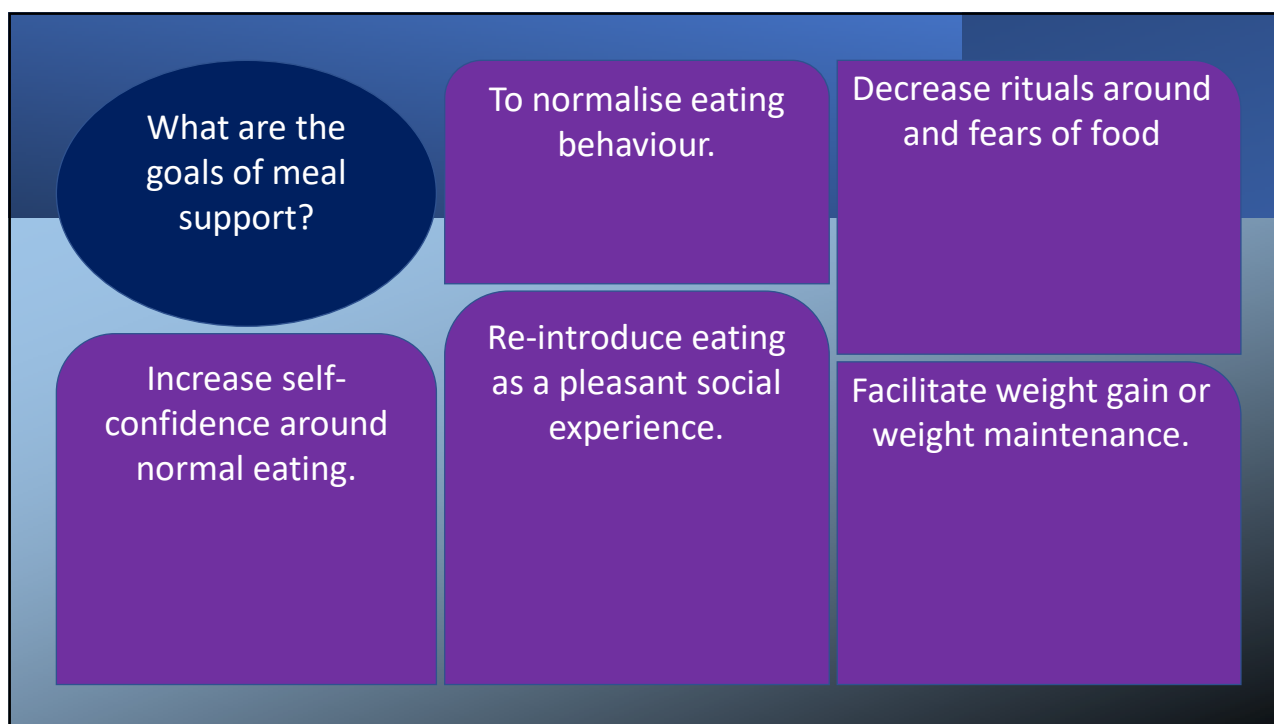 What are the
goals of meal
support?
To normalise eating
behaviour.
Decrease rituals around
and fears of food
Increase self-
confidence around
normal eating.
Re-introduce eating
as a pleasant social
experience.
Facilitate weight gain or
weight maintenance.